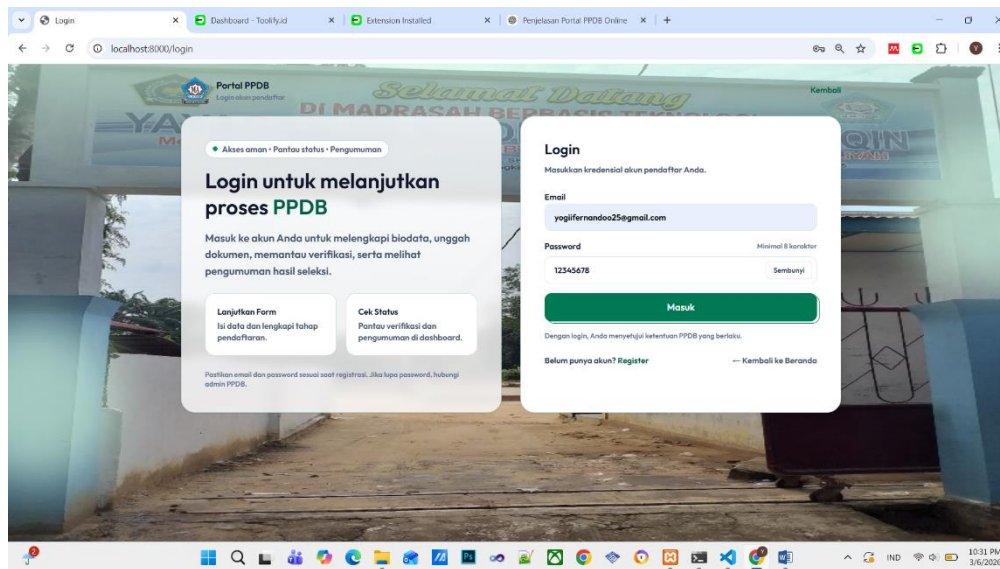 Login
Dashboard - Toolify.id
Extension Installed
Penjelasan Portal PPDB Online
localhost:8000/login
Portal PPDB
Login akun pendaftar
Kembali
Selamat Datang
DI MADRASAH BERBASIS TEKNOLOGI
Akses aman • Pantau status • Pengumuman
Login untuk melanjutkan
proses PPDB
Masuk ke akun Anda untuk melengkapi biodata, unggah
dokumen, memantau verifikasi, serta melihat
pengumuman hasil seleksi.
Lanjutkan Form
Isi data dan lengkapi tahap
pendaftaran.
Cek Status
Pantau verifikasi dan
pengumuman di dashboard.
Pastikan email dan password sesuai saat registrasi. Jika lupa password, hubungi
admin PPDB.
Login
Masukkan kredensial akun pendaftar Anda.
Email
yogiifernandoo25@gmail.com
Password
Minimal 8 karakter
12345678
Sembunyi
Masuk
Dengan login, Anda menyetujui ketentuan PPDB yang berlaku.
Belum punya akun? Register
← Kembali ke Beranda
IND
10:31 PM
3/6/2026